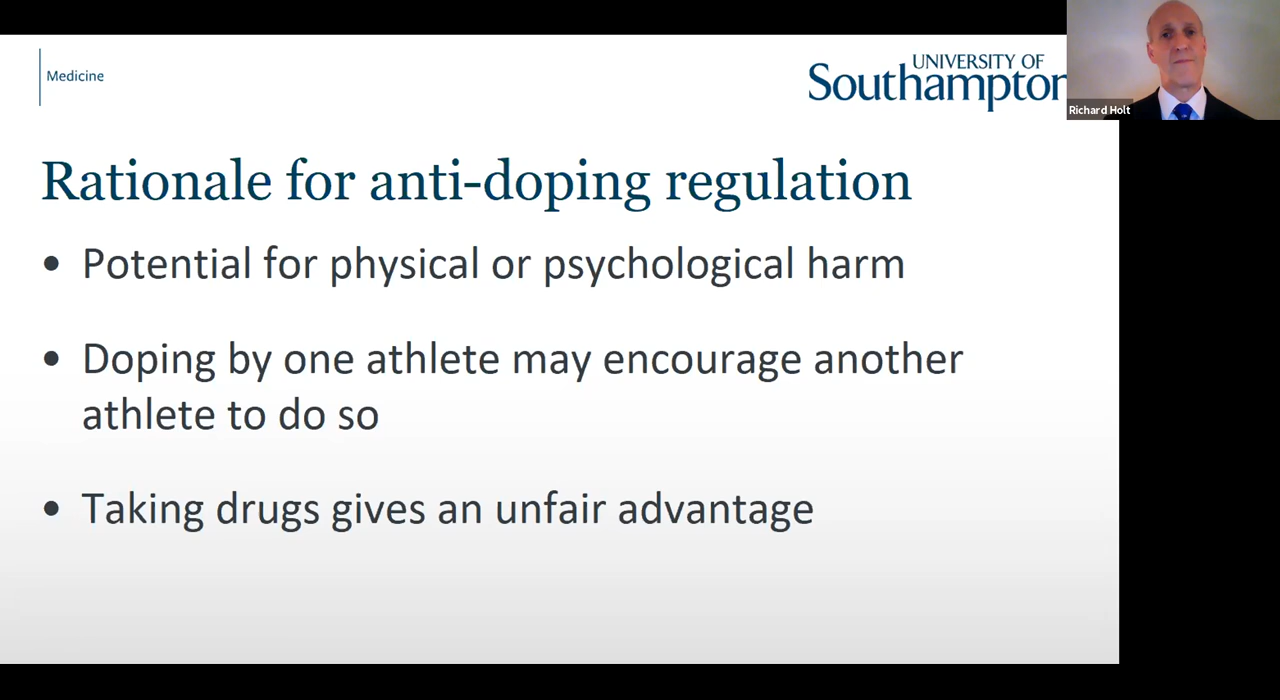 Medicine
UNIVERSITY OF
Southampton
Richard Holt
Rationale for anti-doping regulation
• Potential for physical or psychological harm
• Doping by one athlete may encourage another
athlete to do so
• Taking drugs gives an unfair advantage